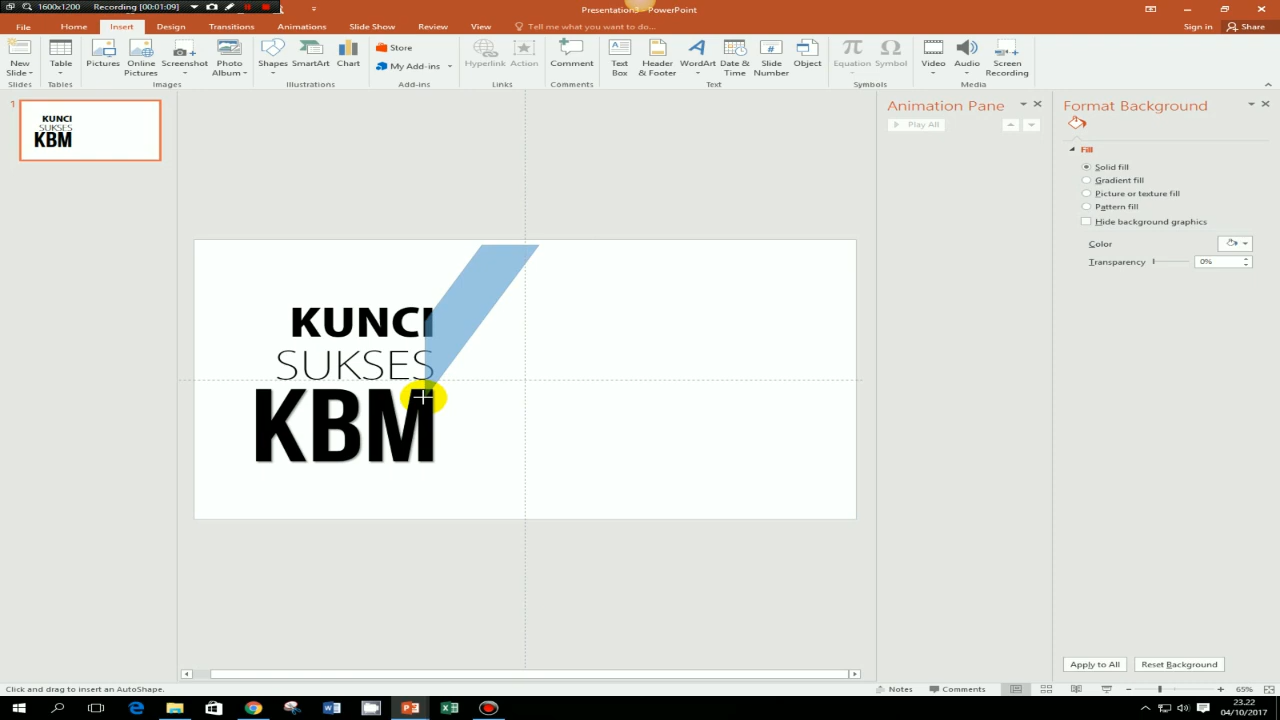 1600x1200
Recording [00:01:09]
Presentation3 - PowerPoint
File
Home
Insert
Design
Transitions
Animations
Slide Show
Review
View
Tell me what you want to do...
Sign in
Share
New Slide
Table
Pictures
Online Pictures
Screenshot
Photo Album
Shapes
SmartArt
Chart
Store
My Add-ins
Hyperlink
Action
Comment
Text Box
Header & Footer
WordArt
Date & Time
Slide Number
Object
Equation
Symbol
Video
Audio
Screen Recording
Slides
Tables
Images
Illustrations
Add-ins
Links
Comments
Text
Symbols
Media
1
KUNCI
SUKSES
KBM
KUNCI
SUKSES
KBM
Animation Pane
Play All
Format Background
Fill
Solid fill
Gradient fill
Picture or texture fill
Pattern fill
Hide background graphics
Color
Transparency
0%
Apply to All
Reset Background
Click and drag to insert an AutoShape.
Notes
Comments
65%
23.22
04/10/2017